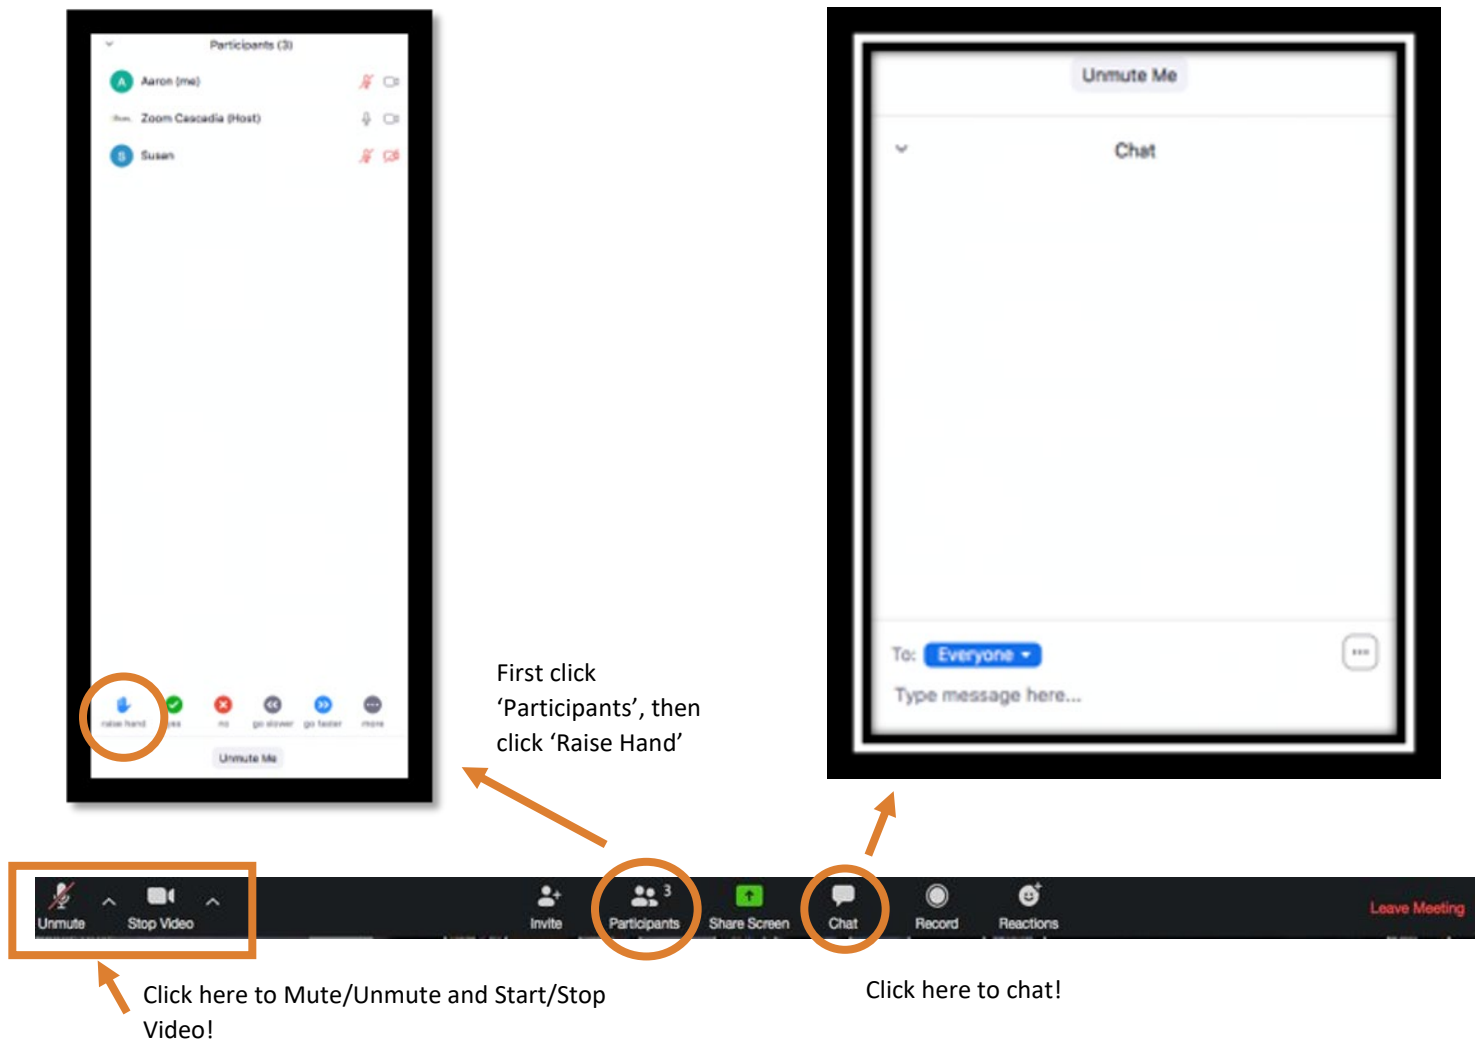 Participants (3)
A Aaron (me)
Zoom Cascadia (Host)
S Susan
raise hand yes no go slower go faster more
Unmute Me
Unmute Me
Chat
To: Everyone
Type message here...
First click
‘Participants’, then
click ‘Raise Hand’
Unmute Stop Video Invite Participants 3 Share Screen Chat Record Reactions Leave Meeting
Click here to Mute/Unmute and Start/Stop
Video!
Click here to chat!